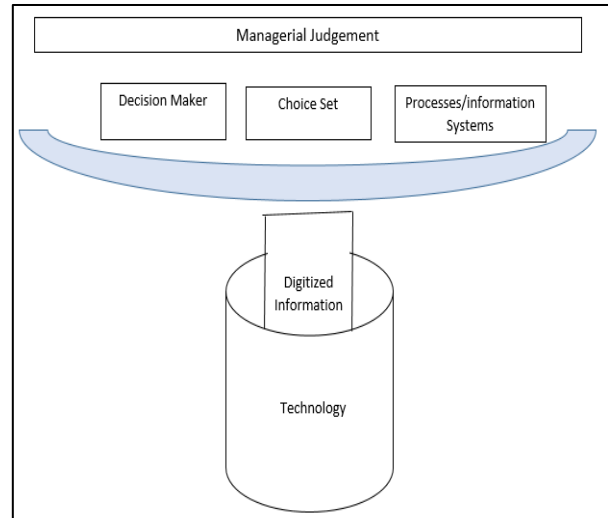 Managerial Judgement
Decision Maker
Choice Set
Processes/information
Systems
Digitized
Information
Technology